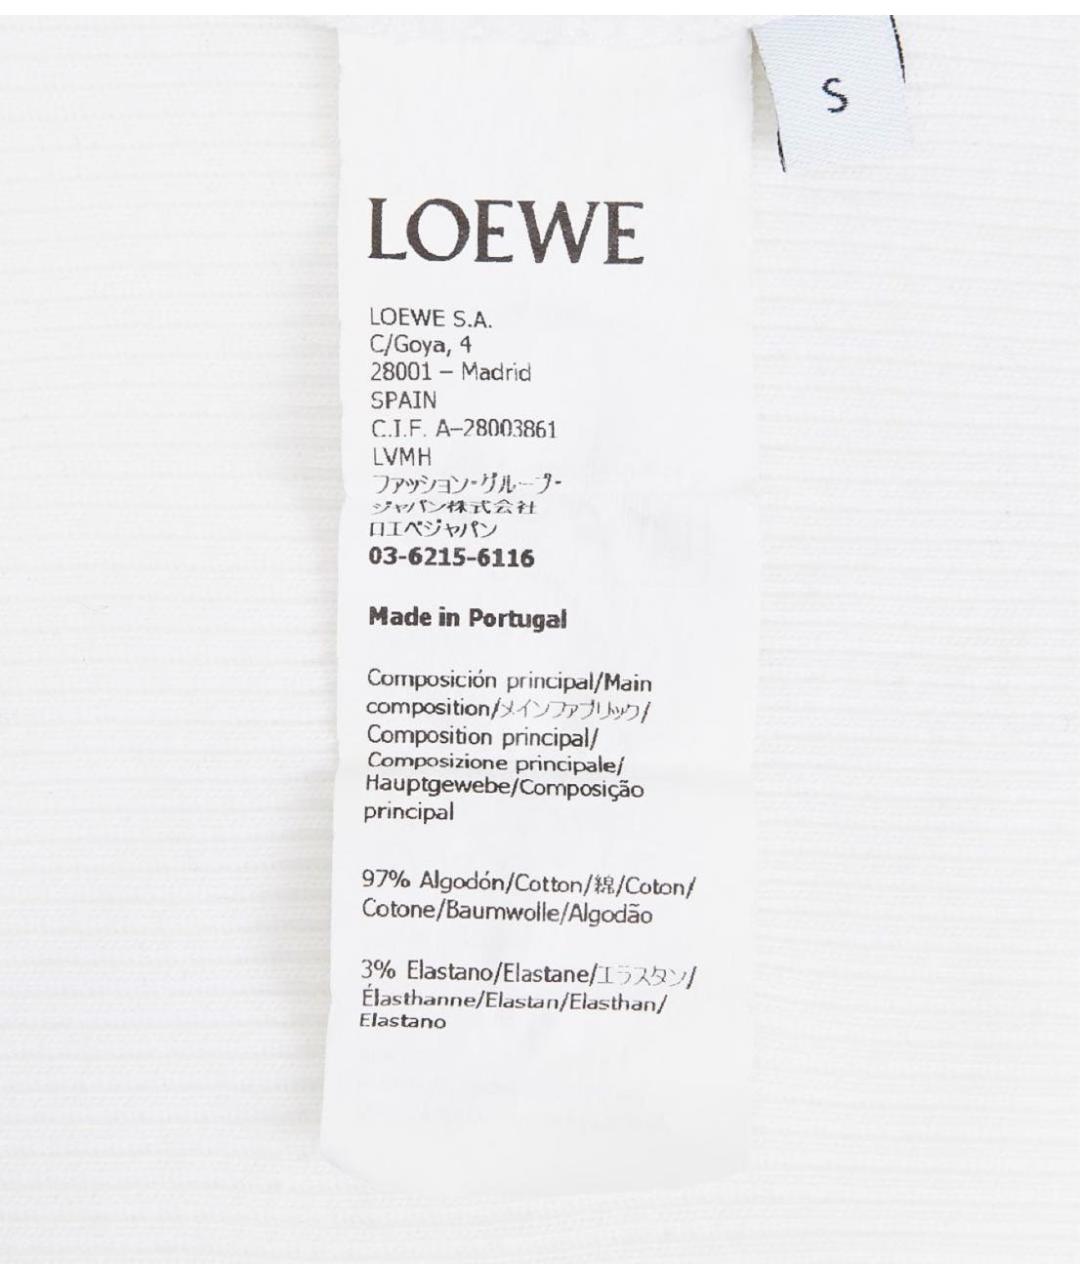 S
LOEWE
LOEWE S.A.
C/Goya, 4
28001 – Madrid
SPAIN
C.I.F. A–28003861
LVMH
ファッション・グループ・
ジャパン株式会社
ロエベジャパン
03-6215-6116
Made in Portugal
Composición principal/Main
composition/メインファブリック/
Composition principal/
Composizione principale/
Hauptgewebe/Composição
principal
97% Algodón/Cotton/綿/Coton/
Cotone/Baumwolle/Algodão
3% Elastano/Elastane/エラスタン/
Élasthanne/Elastan/Elasthan/
Elastano